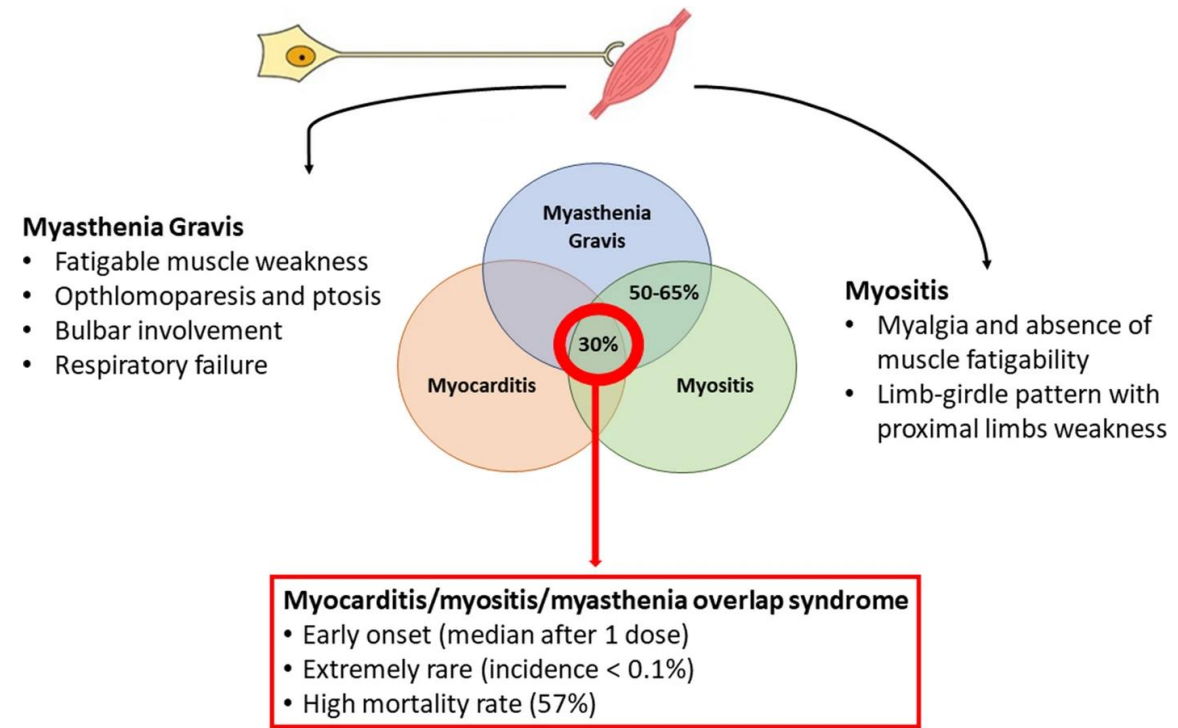 Myasthenia Gravis
• Fatigable muscle weakness
• Opthlomoparesis and ptosis
• Bulbar involvement
• Respiratory failure
Myasthenia
Gravis
50-65%
30%
Myocarditis
Myositis
Myositis
• Myalgia and absence of
muscle fatigability
• Limb-girdle pattern with
proximal limbs weakness
Myocarditis/myositis/myasthenia overlap syndrome
• Early onset (median after 1 dose)
• Extremely rare (incidence < 0.1%)
• High mortality rate (57%)